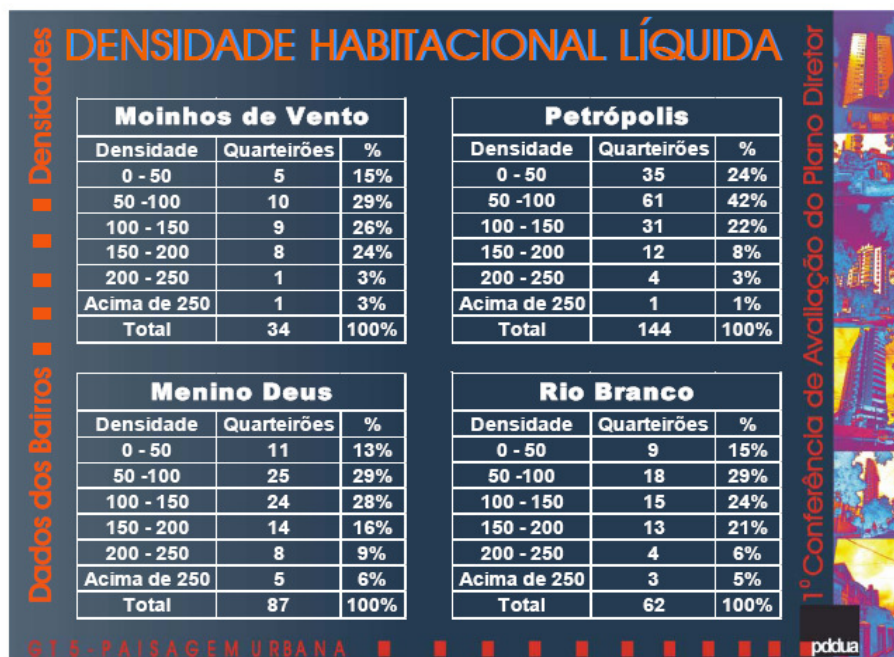 DENSIDADE HABITACIONAL LÍQUIDA
Dados dos Bairros Densidades
Moinhos de Vento
Densidade Quarteirões %
0 - 50 5 15%
50 -100 10 29%
100 - 150 9 26%
150 - 200 8 24%
200 - 250 1 3%
Acima de 250 1 3%
Total 34 100%
Petrópolis
Densidade Quarteirões %
0 - 50 35 24%
50 -100 61 42%
100 - 150 31 22%
150 - 200 12 8%
200 - 250 4 3%
Acima de 250 1 1%
Total 144 100%
Menino Deus
Densidade Quarteirões %
0 - 50 11 13%
50 -100 25 29%
100 - 150 24 28%
150 - 200 14 16%
200 - 250 8 9%
Acima de 250 5 6%
Total 87 100%
Rio Branco
Densidade Quarteirões %
0 - 50 9 15%
50 -100 18 29%
100 - 150 15 24%
150 - 200 13 21%
200 - 250 4 6%
Acima de 250 3 5%
Total 62 100%
1º Conferência de Avaliação do Plano Diretor
GT 5 - PAISAGEM URBANA
pddua